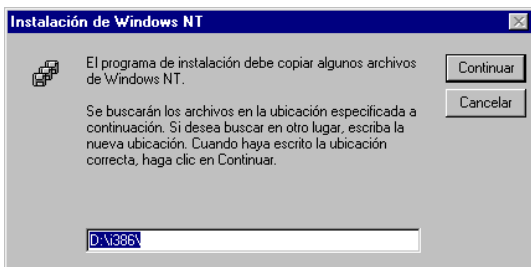 Instalación de Windows NT
El programa de instalación debe copiar algunos archivos
de Windows NT.
Continuar
Cancelar
Se buscarán los archivos en la ubicación especificada a
continuación. Si desea buscar en otro lugar, escriba la
nueva ubicación. Cuando haya escrito la ubicación
correcta, haga clic en Continuar.
D:\i386\